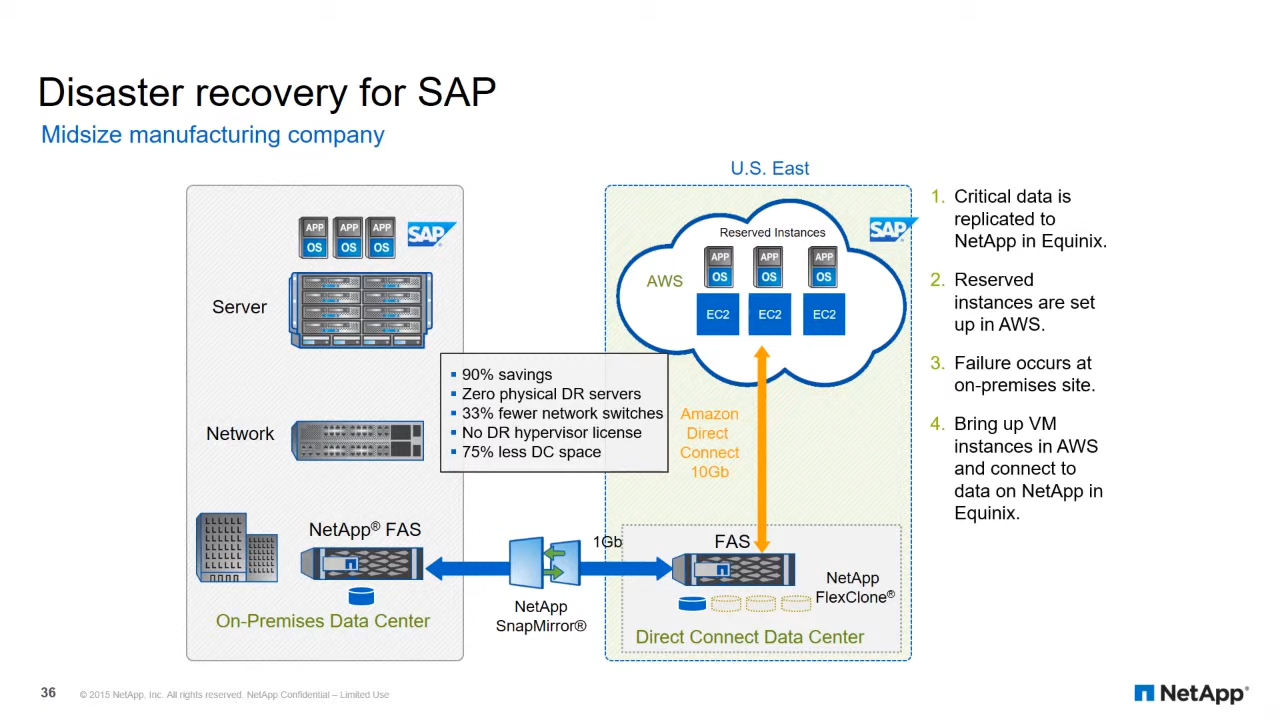 Disaster recovery for SAP
Midsize manufacturing company
APP
APP
APP
OS
OS
OS
SAP
Server
Network
NetApp® FAS
On-Premises Data Center
▪ 90% savings
▪ Zero physical DR servers
▪ 33% fewer network switches
▪ No DR hypervisor license
▪ 75% less DC space
NetApp
SnapMirror®
1Gb
U.S. East
SAP
Reserved Instances
AWS
APP
APP
APP
OS
OS
OS
EC2
EC2
EC2
Amazon
Direct
Connect
10Gb
FAS
NetApp
FlexClone®
Direct Connect Data Center
1. Critical data is
replicated to
NetApp in Equinix.
2. Reserved
instances are set
up in AWS.
3. Failure occurs at
on-premises site.
4. Bring up VM
instances in AWS
and connect to
data on NetApp in
Equinix.
36
© 2015 NetApp, Inc. All rights reserved. NetApp Confidential – Limited Use
NetApp®